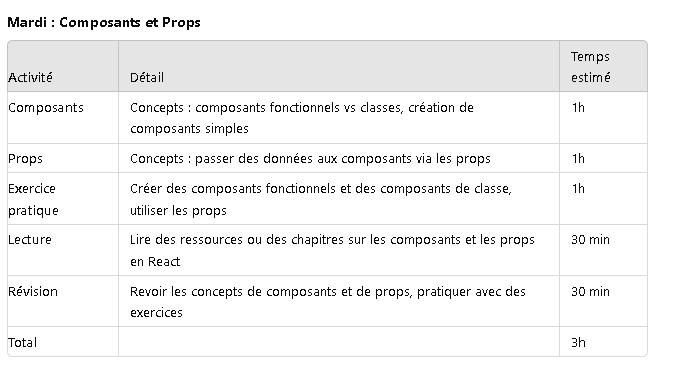 Mardi : Composants et Props
Temps
Activité Détail estimé
Composants Concepts : composants fonctionnels vs classes, création de 1h
composants simples
Props Concepts : passer des données aux composants via les props 1h
Exercice Créer des composants fonctionnels et des composants de classe, 1h
pratique utiliser les props
Lecture Lire des ressources ou des chapitres sur les composants et les props 30 min
en React
Révision Revoir les concepts de composants et de props, pratiquer avec des 30 min
exercices
Total 3h